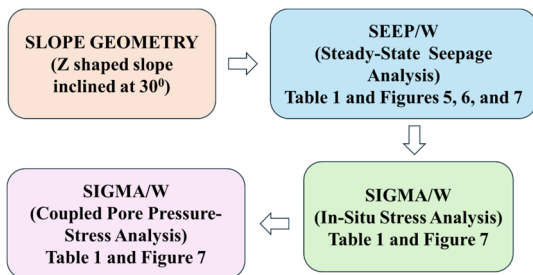 SLOPE GEOMETRY
(Z shaped slope
inclined at 30⁰)
SEEP/W
(Steady-State Seepage
Analysis)
Table 1 and Figures 5, 6, and 7
SIGMA/W
(In-Situ Stress Analysis)
Table 1 and Figure 7
SIGMA/W
(Coupled Pore Pressure-
Stress Analysis)
Table 1 and Figure 7